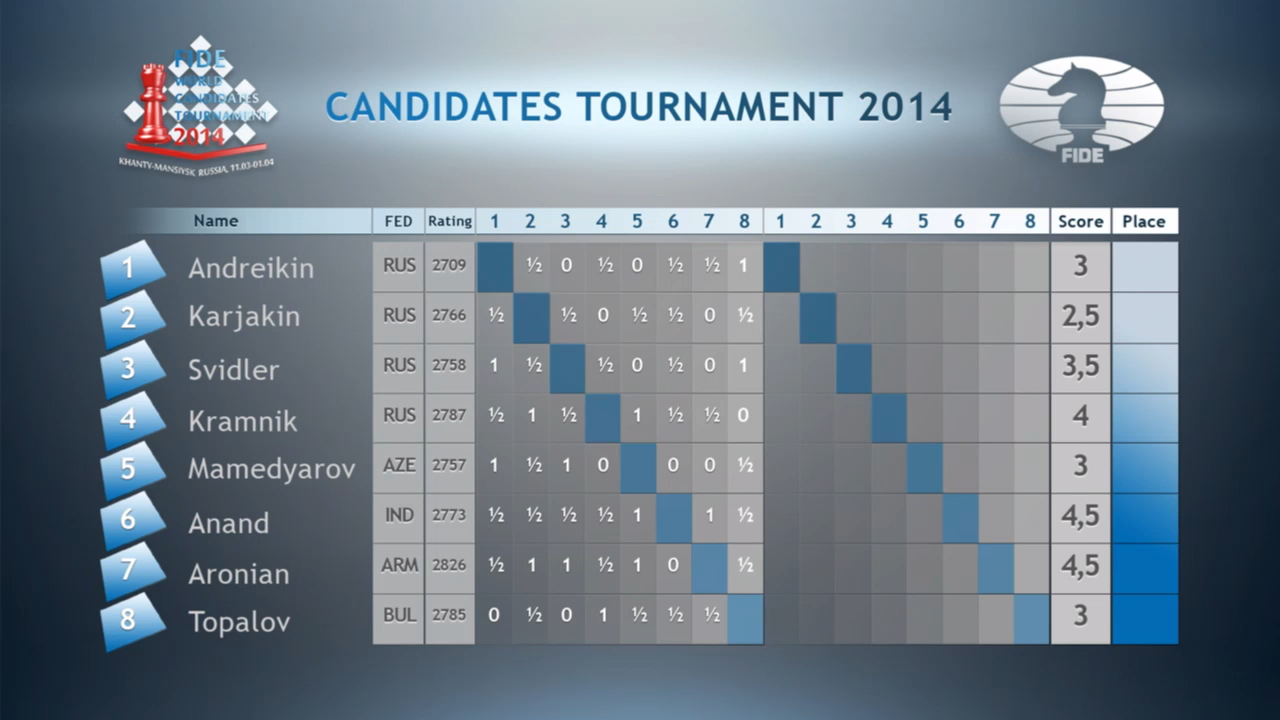 FIDE
WORLD
CANDIDATES
TOURNAMENT
2014
KHANTY-MANSIYSK RUSSIA, 11.03-01.04
CANDIDATES TOURNAMENT 2014
FIDE
Name FED Rating 1 2 3 4 5 6 7 8 1 2 3 4 5 6 7 8 Score Place
1 Andreikin RUS 2709 ½ 0 ½ 0 ½ ½ 1 3
2 Karjakin RUS 2766 ½ ½ 0 ½ ½ 0 ½ 2,5
3 Svidler RUS 2758 1 ½ ½ 0 ½ 0 1 3,5
4 Kramnik RUS 2787 ½ 1 ½ 1 ½ ½ 0 4
5 Mamedyarov AZE 2757 1 ½ 1 0 0 0 ½ 3
6 Anand IND 2773 ½ ½ ½ ½ 1 1 ½ 4,5
7 Aronian ARM 2826 ½ 1 1 ½ 1 0 ½ 4,5
8 Topalov BUL 2785 0 ½ 0 1 ½ ½ ½ 3